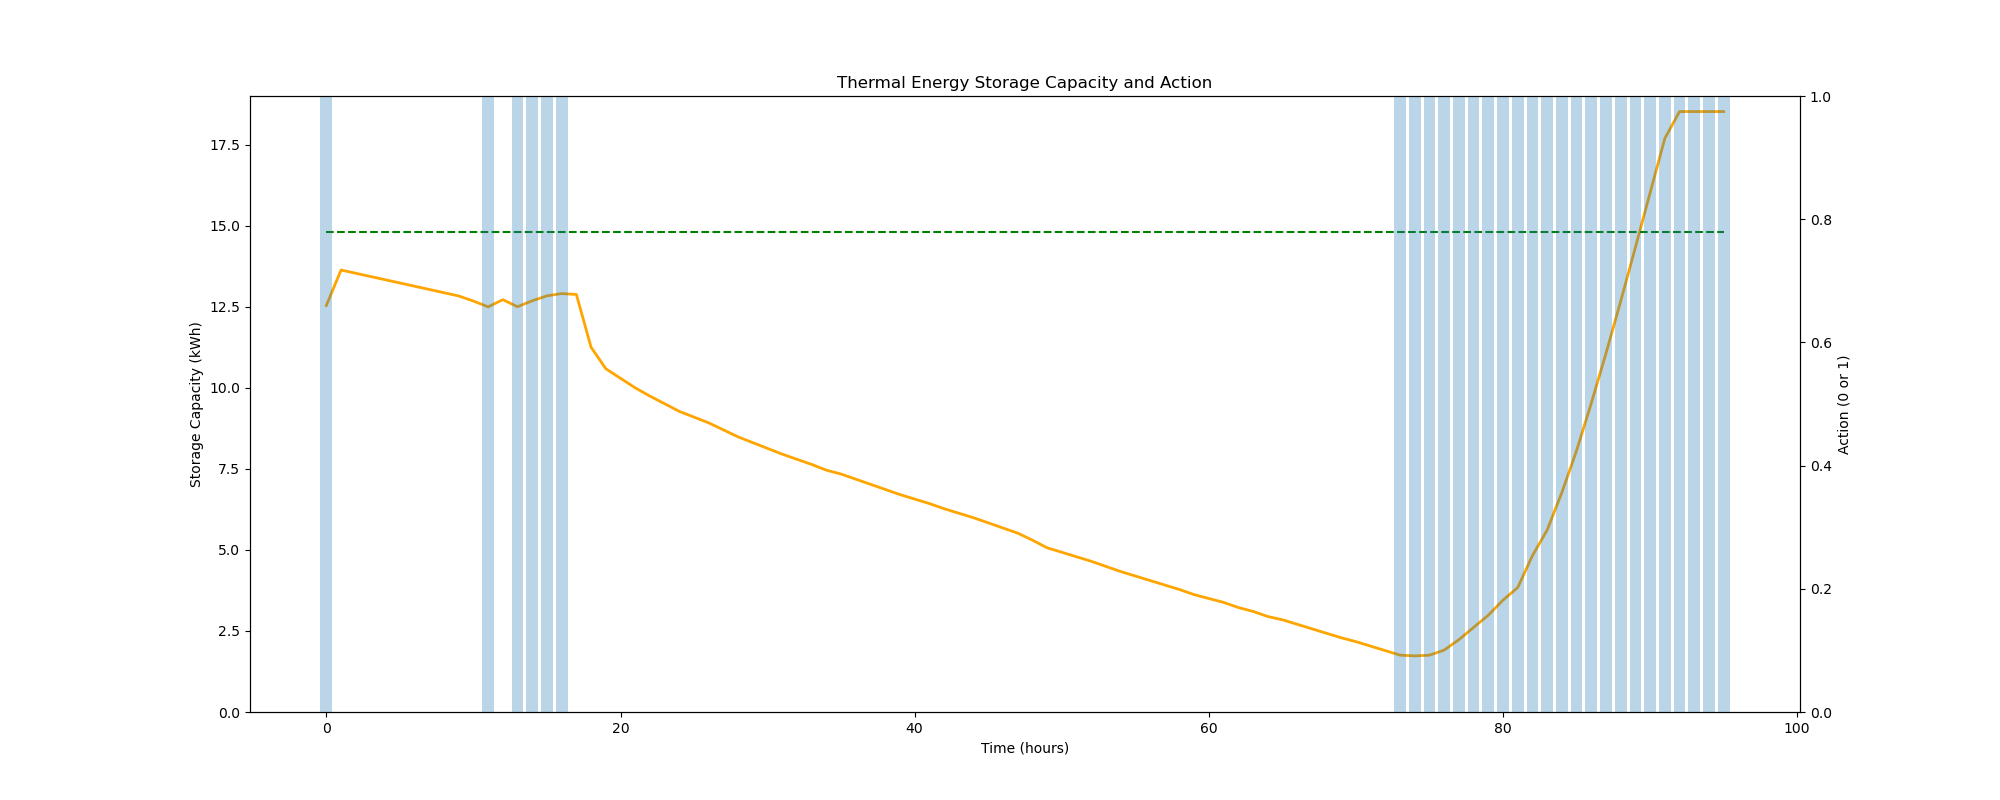 Thermal Energy Storage Capacity and Action
Storage Capacity (kWh)
17.5
15.0
12.5
10.0
7.5
5.0
2.5
0.0
1.0
0.8
0.6
0.4
0.2
0.0
Action (0 or 1)
0 20 40 60 80 100
Time (hours)